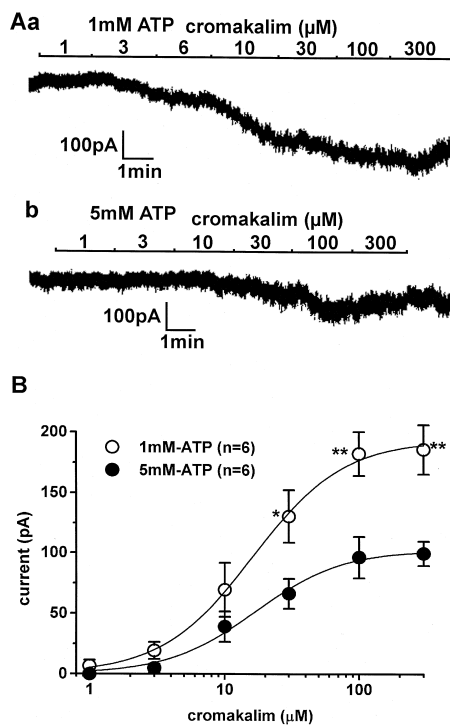 Aa
1mM ATP cromakalim (µM)
1 3 6 10 30 100 300
100pA
1min
b
5mM ATP cromakalim (µM)
1 3 10 30 100 300
100pA
1min
B
200
150
100
50
0
current (pA)
1mM-ATP (n=6)
5mM-ATP (n=6)
*
**
**
1 10 100
cromakalim (µM)